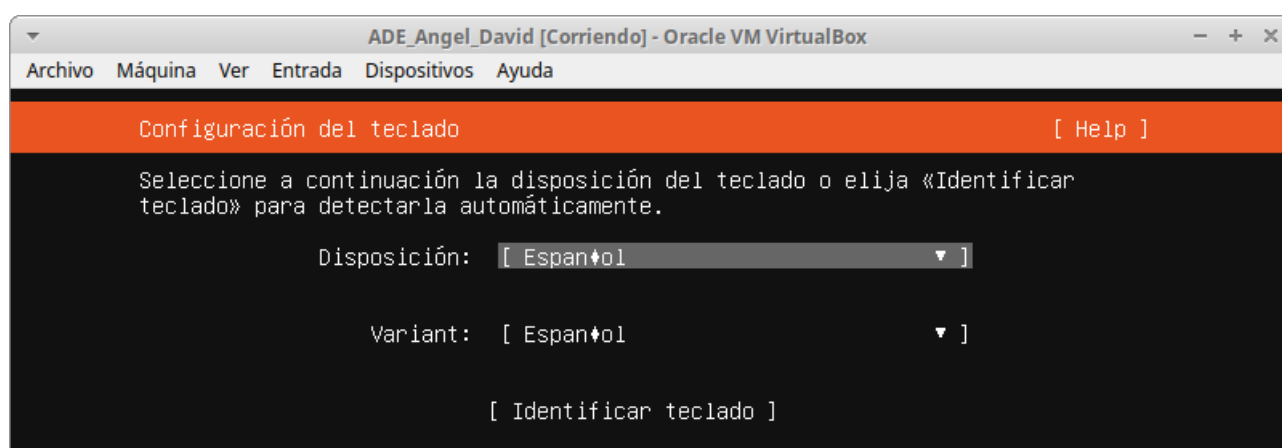 ADE_Angel_David [Corriendo] - Oracle VM VirtualBox
Archivo Máquina Ver Entrada Dispositivos Ayuda
Configuración del teclado [ Help ]
Seleccione a continuación la disposición del teclado o elija «Identificar
teclado» para detectarla automáticamente.
Disposición: [ Espan♦ol ▼ ]
Variant: [ Espan♦ol ▼ ]
[ Identificar teclado ]